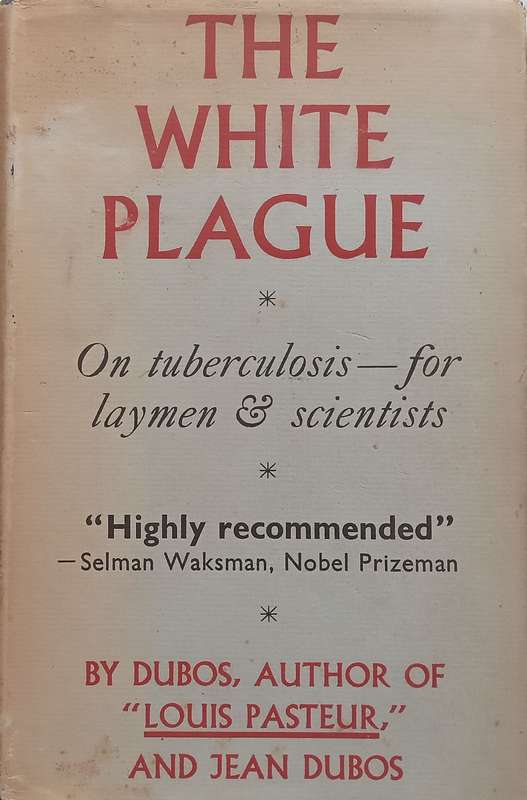 THE
WHITE
PLAGUE
*
On tuberculosis—for
laymen & scientists
*
"Highly recommended"
—Selman Waksman, Nobel Prizeman
*
BY DUBOS, AUTHOR OF
"LOUIS PASTEUR,"
AND JEAN DUBOS